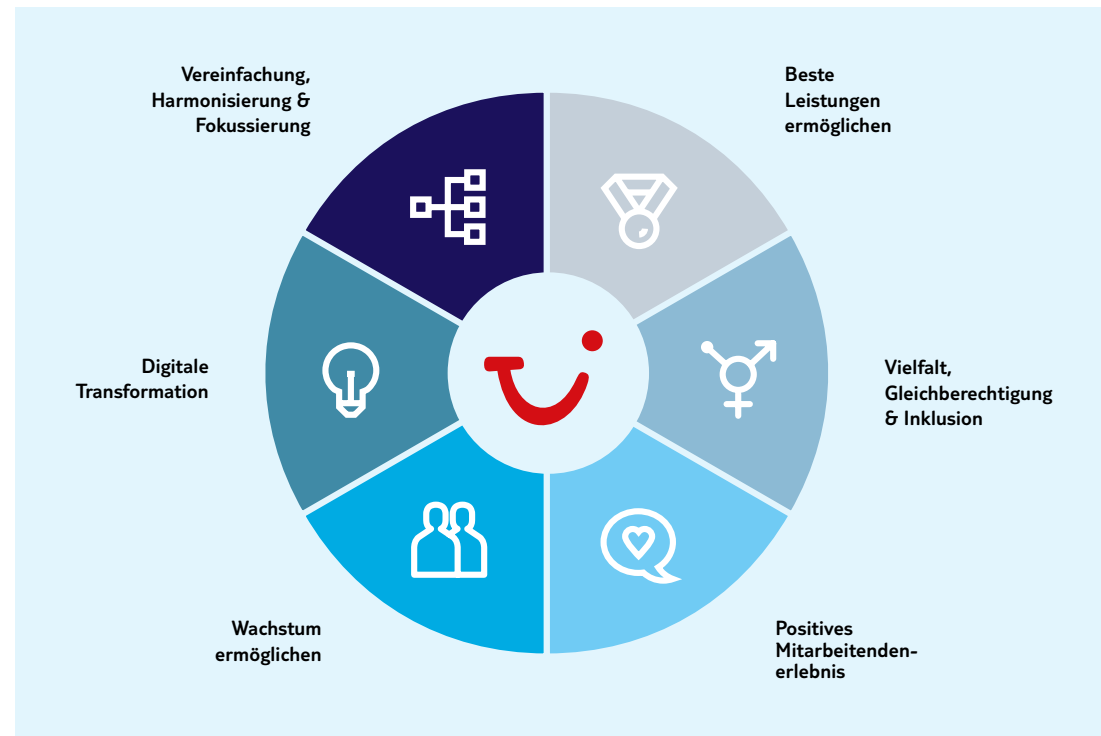 Vereinfachung,
Harmonisierung &
Fokussierung
Beste
Leistungen
ermöglichen
Digitale
Transformation
Vielfalt,
Gleichberechtigung
& Inklusion
Wachstum
ermöglichen
Positives
Mitarbeitenden-
erlebnis